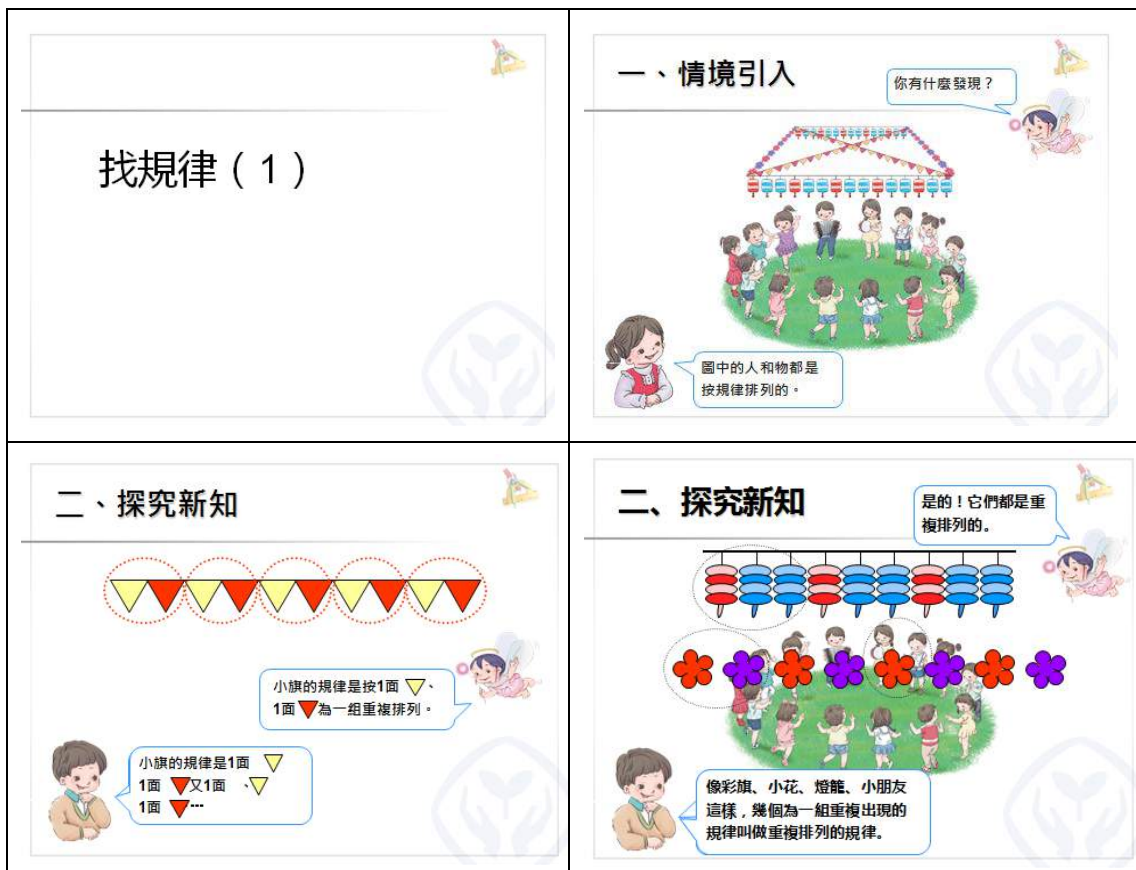 找規律（1）
一、情境引入
你有什麼發現？
圖中的人和物都是
按規律排列的。
二、探究新知
小旗的規律是按1面、
1面為一組重複排列。
小旗的規律是1面
1面又1面、
1面…
二、探究新知
是的！它們都是重
複排列的。
像彩旗、小花、燈籠、小朋友
這樣，幾個為一組重複出現的
規律叫做重複排列的規律。